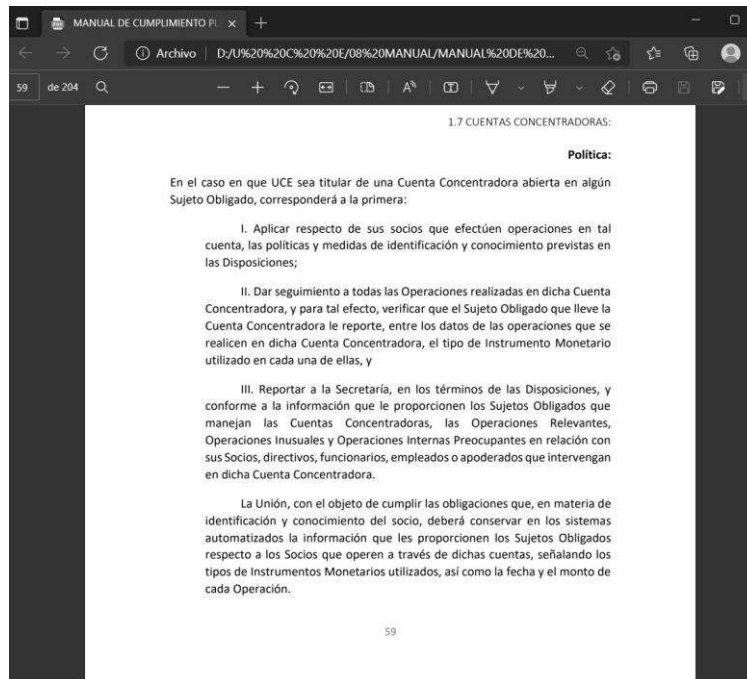 MANUAL DE CUMPLIMIENTO PL
Archivo D:/U%20%20C%20%20E/08%20MANUAL/MANUAL%20DE%20...
59 de 204
1.7 CUENTAS CONCENTRADORAS:
Política:
En el caso en que UCE sea titular de una Cuenta Concentradora abierta en algún
Sujeto Obligado, corresponderá a la primera:
I. Aplicar respecto de sus socios que efectúen operaciones en tal
cuenta, las políticas y medidas de identificación y conocimiento previstas en
las Disposiciones;
II. Dar seguimiento a todas las Operaciones realizadas en dicha Cuenta
Concentradora, y para tal efecto, verificar que el Sujeto Obligado que lleve la
Cuenta Concentradora le reporte, entre los datos de las operaciones que se
realicen en dicha Cuenta Concentradora, el tipo de Instrumento Monetario
utilizado en cada una de ellas, y
III. Reportar a la Secretaría, en los términos de las Disposiciones, y
conforme a la información que le proporcionen los Sujetos Obligados que
manejan las Cuentas Concentradoras, las Operaciones Relevantes,
Operaciones Inusuales y Operaciones Internas Preocupantes en relación con
sus Socios, directivos, funcionarios, empleados o apoderados que intervengan
en dicha Cuenta Concentradora.
La Unión, con el objeto de cumplir las obligaciones que, en materia de
identificación y conocimiento del socio, deberá conservar en los sistemas
automatizados la información que les proporcionen los Sujetos Obligados
respecto a los Socios que operen a través de dichas cuentas, señalando los
tipos de Instrumentos Monetarios utilizados, así como la fecha y el monto de
cada Operación.
59